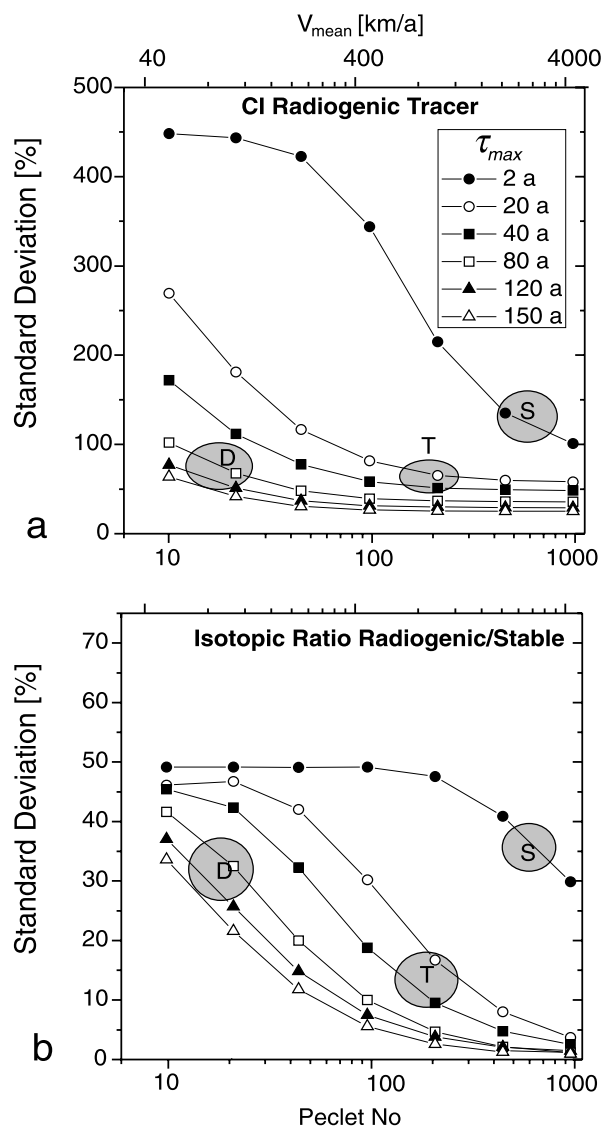 V_mean [km/a]
40 400 4000
Cl Radiogenic Tracer
τ_max
2 a
20 a
40 a
80 a
120 a
150 a
Standard Deviation [%]
500
400
300
200
100
0
D
T
S
a
10 100 1000
Isotopic Ratio Radiogenic/Stable
Standard Deviation [%]
70
60
50
40
30
20
10
0
D
T
S
b
10 100 1000
Peclet No